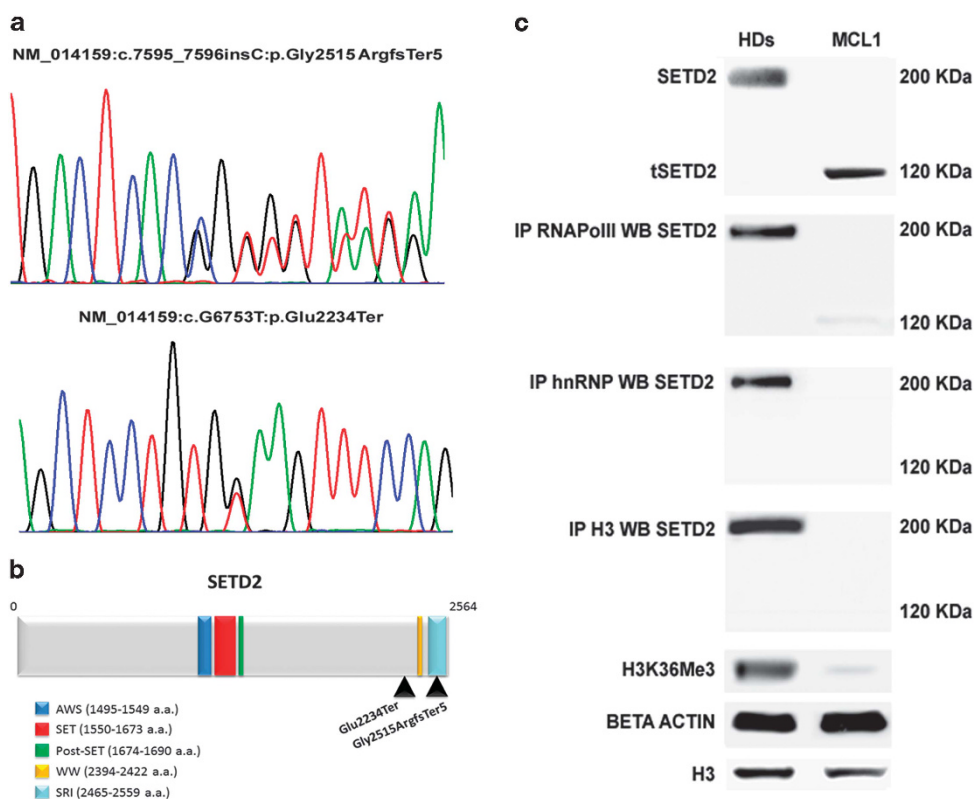 a
NM_014159:c.7595_7596insC:p.Gly2515 ArgfsTer5
NM_014159:c.G6753T:p.Glu2234Ter
b
SETD2
0
2564
Glu2234Ter
Gly2515ArgfsTer5
AWS (1495-1549 a.a.)
SET (1550-1673 a.a.)
Post-SET (1674-1690 a.a.)
WW (2394-2422 a.a.)
SRI (2465-2559 a.a.)
c
HDs MCL1
SETD2 200 KDa
tSETD2 120 KDa
IP RNAPolII WB SETD2 200 KDa
120 KDa
IP hnRNP WB SETD2 200 KDa
120 KDa
IP H3 WB SETD2 200 KDa
120 KDa
H3K36Me3
BETA ACTIN
H3